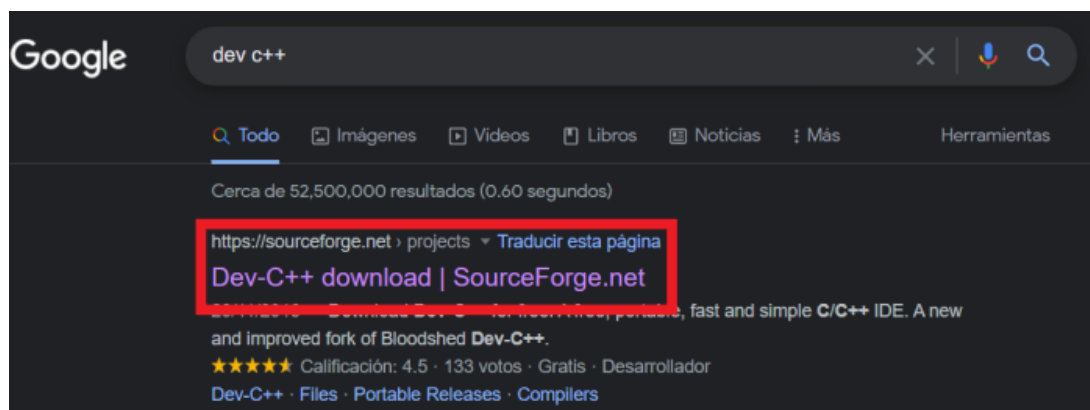 Google
dev c++
Todo Imágenes Videos Libros Noticias Más Herramientas
Cerca de 52,500,000 resultados (0.60 segundos)
https://sourceforge.net › projects Traducir esta página
Dev-C++ download | SourceForge.net
fast and simple C/C++ IDE. A new
and improved fork of Bloodshed Dev-C++.
Calificación: 4.5 · 133 votos · Gratis · Desarrollador
Dev-C++ · Files · Portable Releases · Compilers